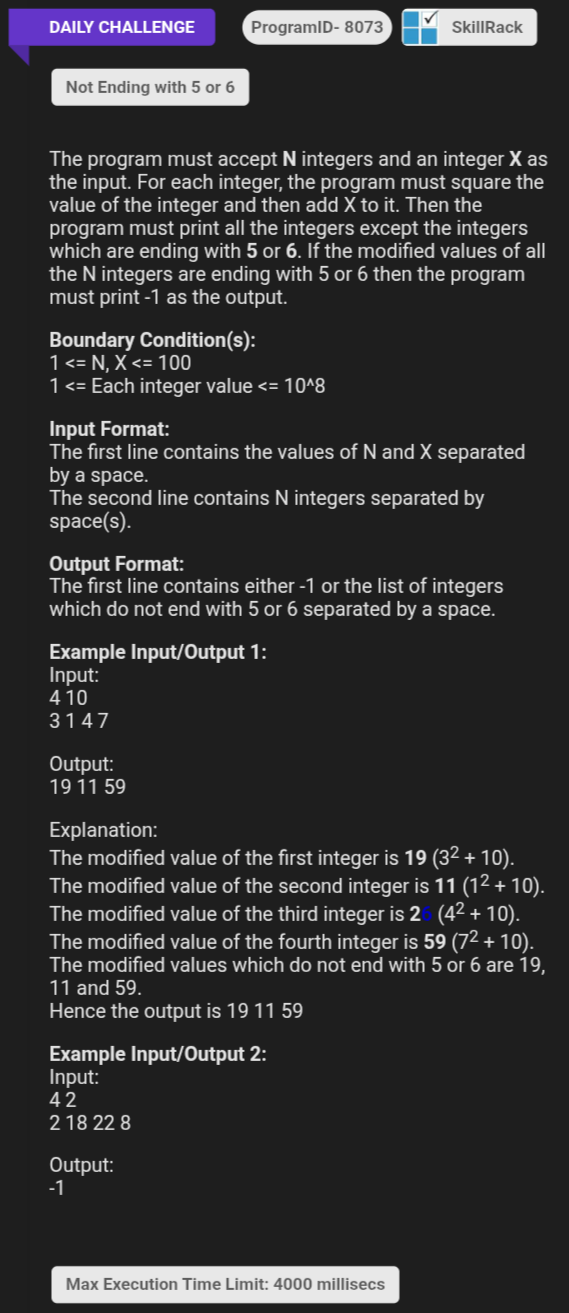 DAILY CHALLENGE
ProgramID- 8073
SkillRack
Not Ending with 5 or 6
The program must accept N integers and an integer X as
the input. For each integer, the program must square the
value of the integer and then add X to it. Then the
program must print all the integers except the integers
which are ending with 5 or 6. If the modified values of all
the N integers are ending with 5 or 6 then the program
must print -1 as the output.
Boundary Condition(s):
1 <= N, X <= 100
1 <= Each integer value <= 10^8
Input Format:
The first line contains the values of N and X separated
by a space.
The second line contains N integers separated by
space(s).
Output Format:
The first line contains either -1 or the list of integers
which do not end with 5 or 6 separated by a space.
Example Input/Output 1:
Input:
4 10
3 1 4 7
Output:
19 11 59
Explanation:
The modified value of the first integer is 19 (3² + 10).
The modified value of the second integer is 11 (1² + 10).
The modified value of the third integer is 26 (4² + 10).
The modified value of the fourth integer is 59 (7² + 10).
The modified values which do not end with 5 or 6 are 19,
11 and 59.
Hence the output is 19 11 59
Example Input/Output 2:
Input:
4 2
2 18 22 8
Output:
-1
Max Execution Time Limit: 4000 millisecs